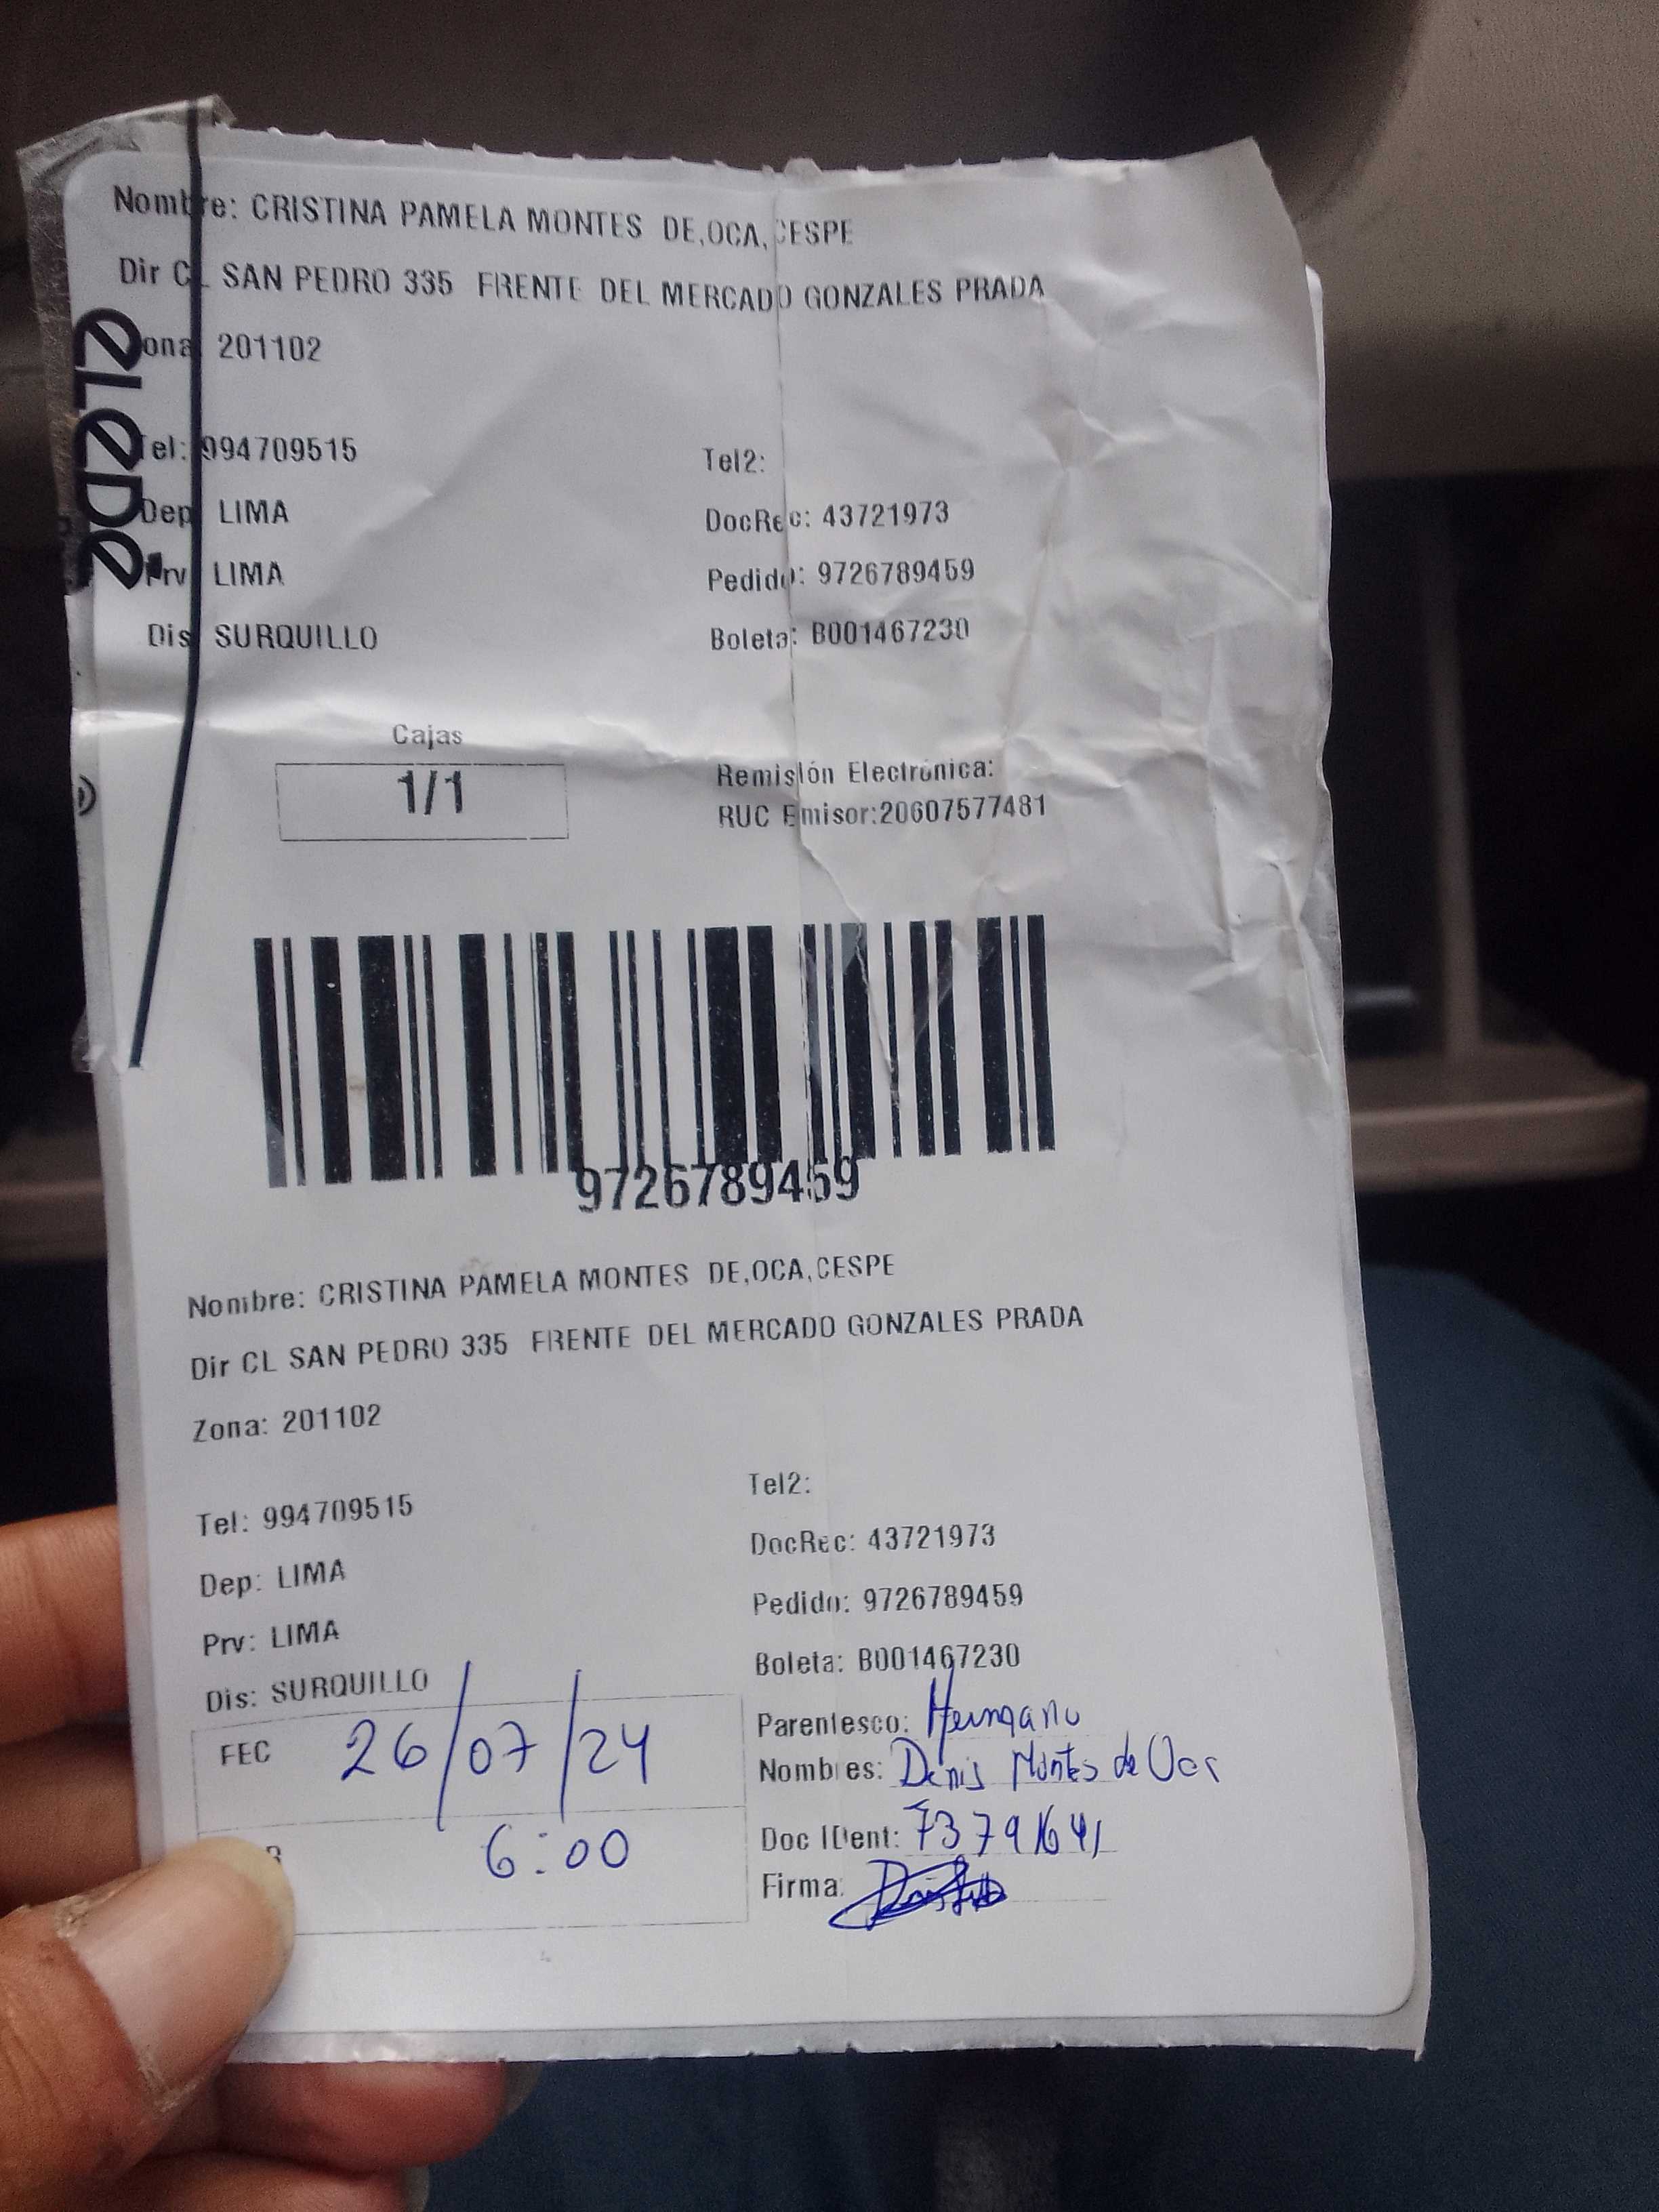 Nombre: CRISTINA PAMELA MONTES DE,OCA,CESPE
Dir CL SAN PEDRO 335 FRENTE DEL MERCADO GONZALES PRADA
Zona: 201102
Tel: 994709515
Tel2:
Dep: LIMA
DocRec: 43721973
Prv: LIMA
Pedido: 9726789459
Dis: SURQUILLO
Boleta: B001467230
Cajas
1/1
Remisión Electrónica:
RUC Emisor:20607577481
9726789459
Nombre: CRISTINA PAMELA MONTES DE,OCA,CESPE
Dir CL SAN PEDRO 335 FRENTE DEL MERCADO GONZALES PRADA
Zona: 201102
Tel: 994709515
Tel2:
Dep: LIMA
DocRec: 43721973
Prv: LIMA
Pedido: 9726789459
Dis: SURQUILLO
Boleta: B001467230
FEC 26/07/24
Parentesco: Hermano
Nombres: Denis Montes de Oca
6:00
Doc IDent:
Firma: